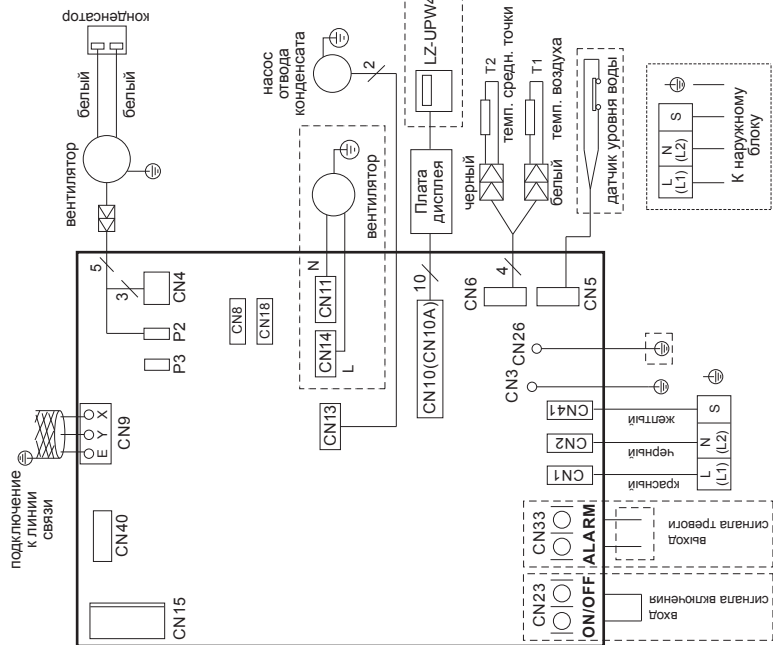 конденсатор
белый
белый
вентилятор
5
3
CN4
P2
P3
подключение
к линии
связи
E Y X
CN9
CN40
CN15
CN8
CN18
насос
отвода
конденсата
2
вентилятор
N
CN11
CN14
L
CN13
LZ-UPW4
Плата
дисплея
10
CN10(CN10A)
T2
темп. средн. точки
черный
T1
темп. воздуха
белый
4
CN6
датчик уровня воды
CN5
L
(L1)
N
(L2)
S
К наружному
блоку
CN3
CN26
CN1
CN2
CN41
красный
черный
желтый
L
(L1)
N
(L2)
S
CN33
ALARM
выход
сигнала тревоги
CN23
ON/OFF
вход
сигнала включения